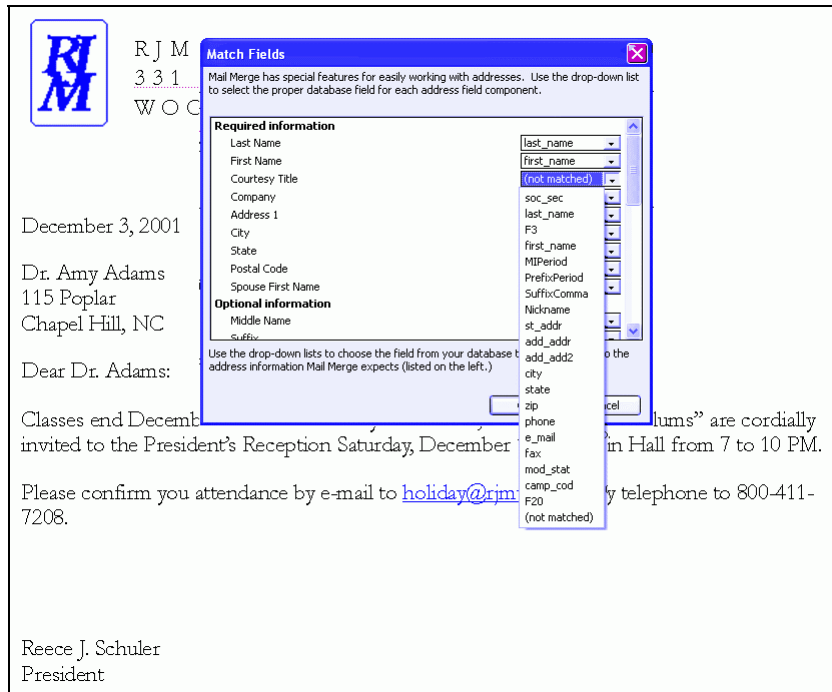 RJM
R J M
3 3 1
W O O
Match Fields
Mail Merge has special features for easily working with addresses. Use the drop-down list
to select the proper database field for each address field component.
Required information
Last Name last_name
First Name first_name
Courtesy Title (not matched)
Company
Address 1
City
State
Postal Code
Spouse First Name
Optional information
Middle Name
Suffix
soc_sec
last_name
F3
first_name
MIPeriod
PrefixPeriod
SuffixComma
Nickname
st_addr
add_addr
add_add2
city
state
zip
phone
e_mail
fax
mod_stat
camp_cod
F20
(not matched)
Use the drop-down lists to choose the field from your database to the
address information Mail Merge expects (listed on the left.)
December 3, 2001
Dr. Amy Adams
115 Poplar
Chapel Hill, NC
Dear Dr. Adams:
Classes end Decemb lums” are cordially
invited to the President’s Reception Saturday, December in Hall from 7 to 10 PM.
Please confirm you attendance by e-mail to holiday@rjm y telephone to 800-411-
7208.
Reece J. Schuler
President